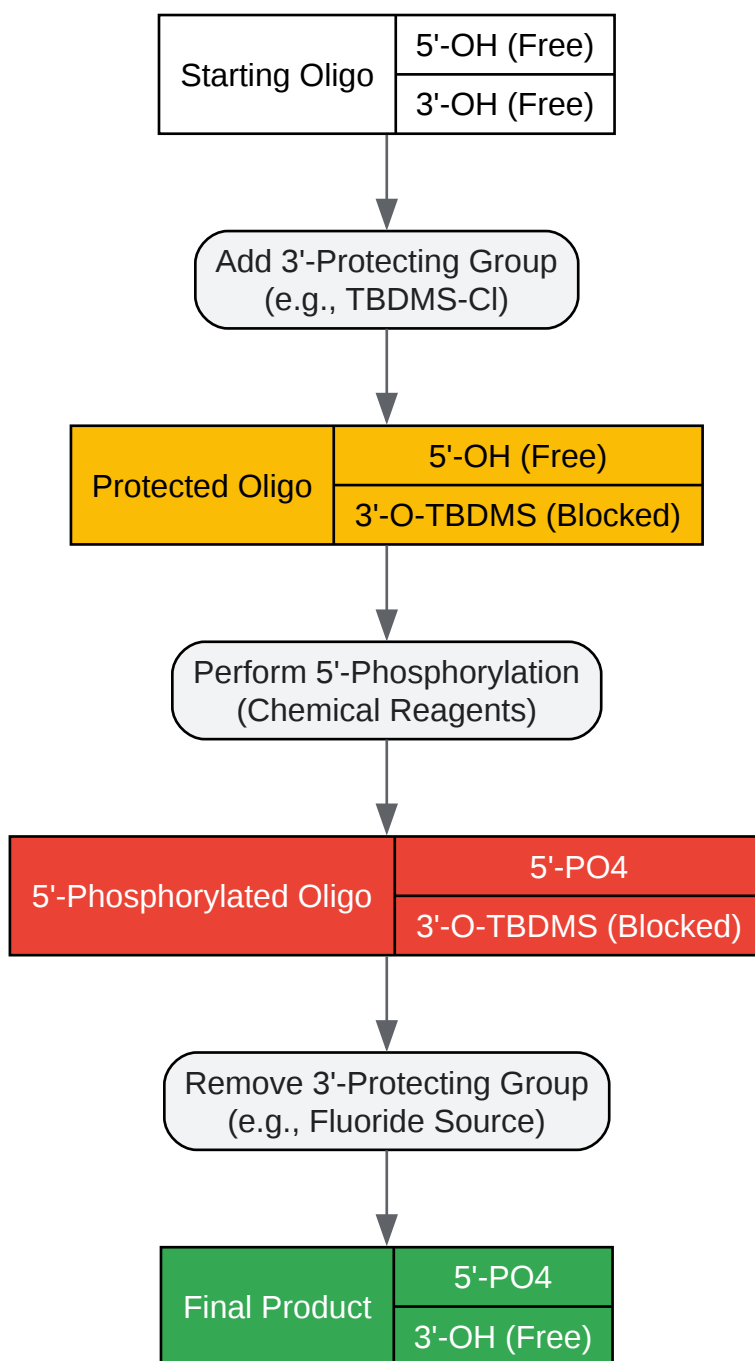 Starting Oligo
5'-OH (Free)
3'-OH (Free)
Add 3'-Protecting Group
(e.g., TBDMS-Cl)
Protected Oligo
5'-OH (Free)
3'-O-TBDMS (Blocked)
Perform 5'-Phosphorylation
(Chemical Reagents)
5'-Phosphorylated Oligo
5'-PO4
3'-O-TBDMS (Blocked)
Remove 3'-Protecting Group
(e.g., Fluoride Source)
Final Product
5'-PO4
3'-OH (Free)